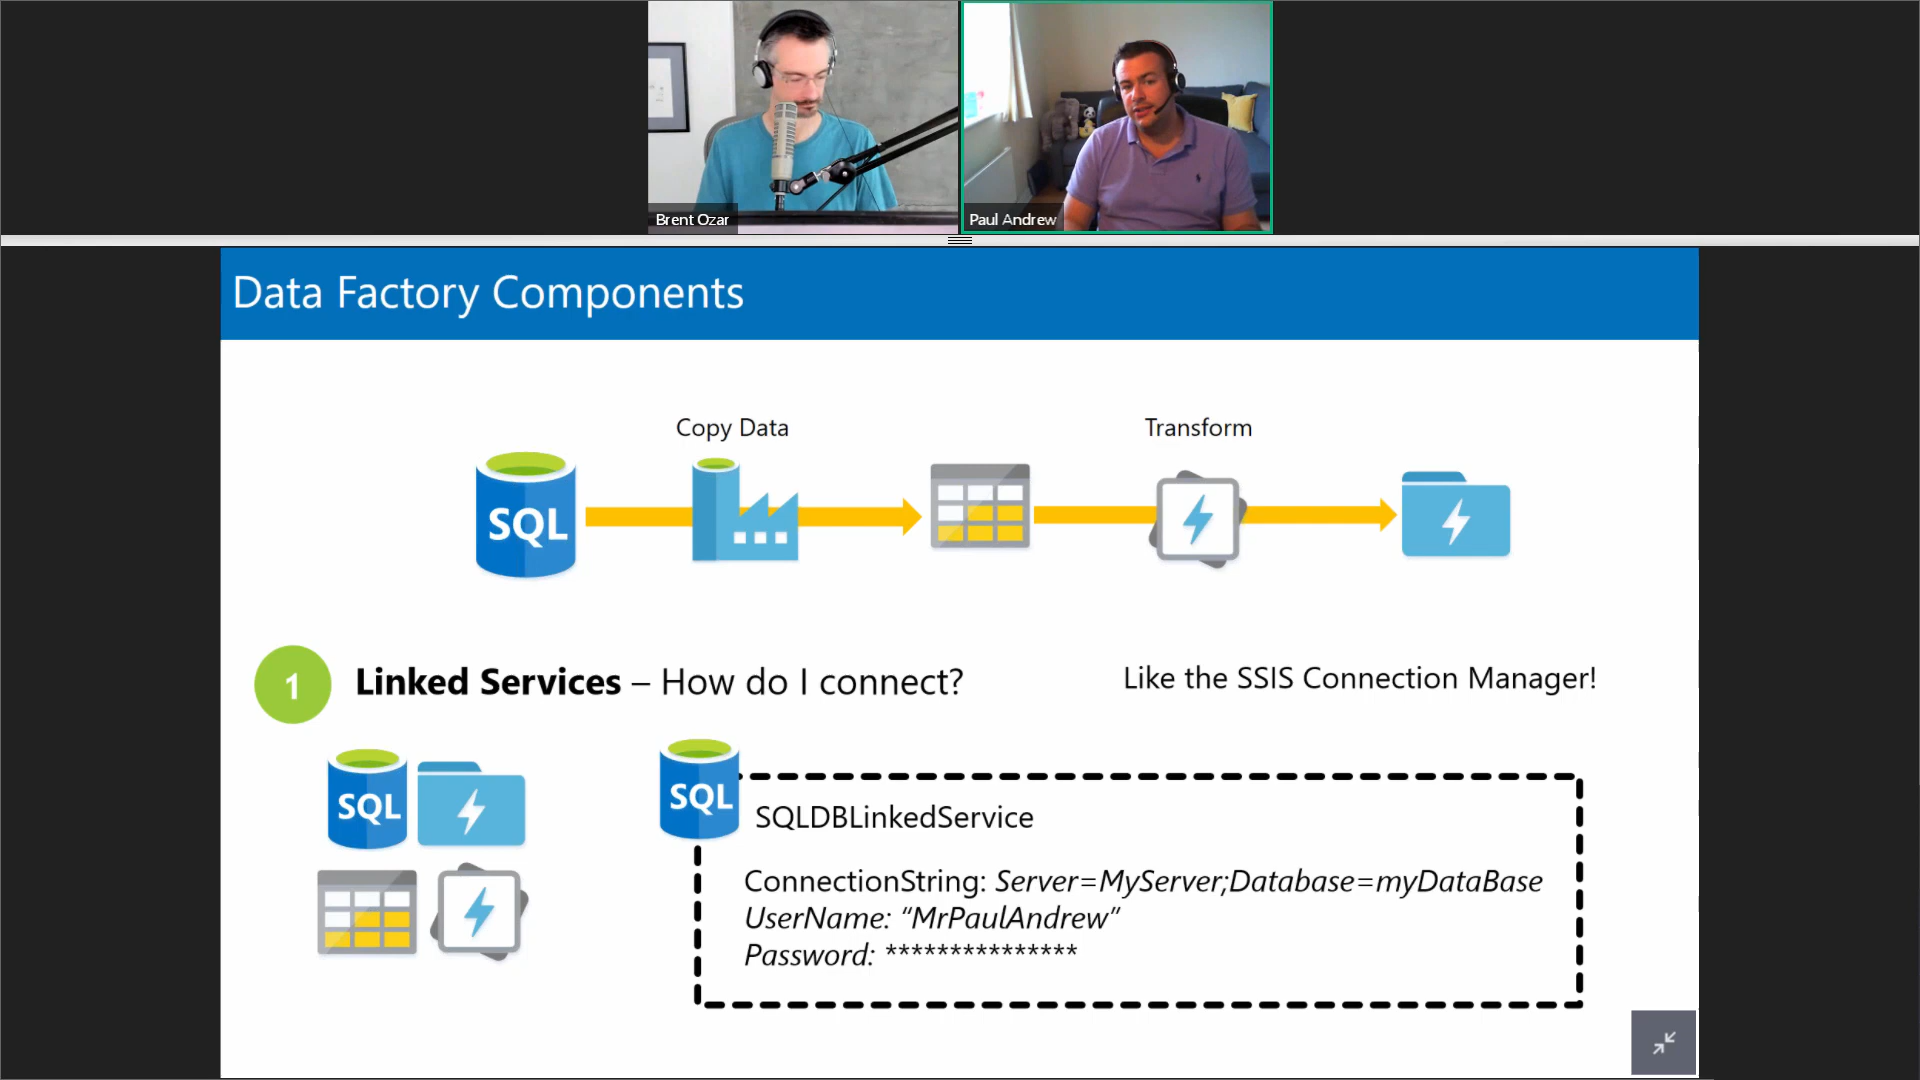 Brent Ozar
Paul Andrew
Data Factory Components
Copy Data
Transform
SQL
1
Linked Services – How do I connect?
Like the SSIS Connection Manager!
SQL
SQL
SQLDBLinkedService
ConnectionString: Server=MyServer;Database=myDataBase
UserName: “MrPaulAndrew”
Password: ***************